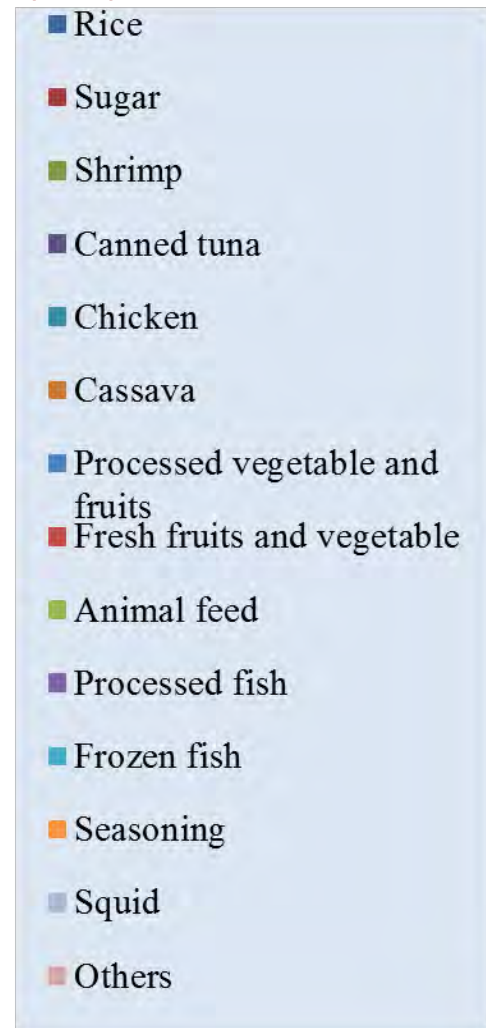 Rice
Sugar
Shrimp
Canned tuna
Chicken
Cassava
Processed vegetable and
fruits
Fresh fruits and vegetable
Animal feed
Processed fish
Frozen fish
Seasoning
Squid
Others